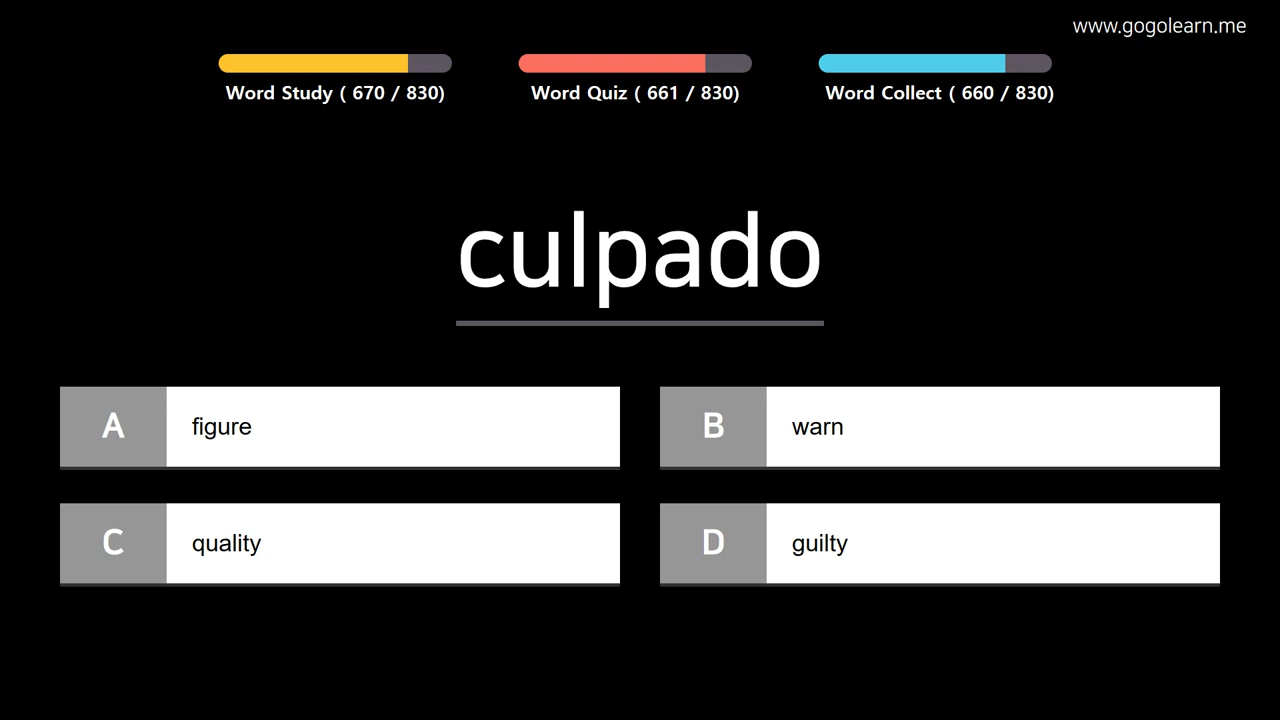 www.gogolearn.me
Word Study ( 670 / 830)
Word Quiz ( 661 / 830)
Word Collect ( 660 / 830)
culpado
A figure
B warn
C quality
D guilty